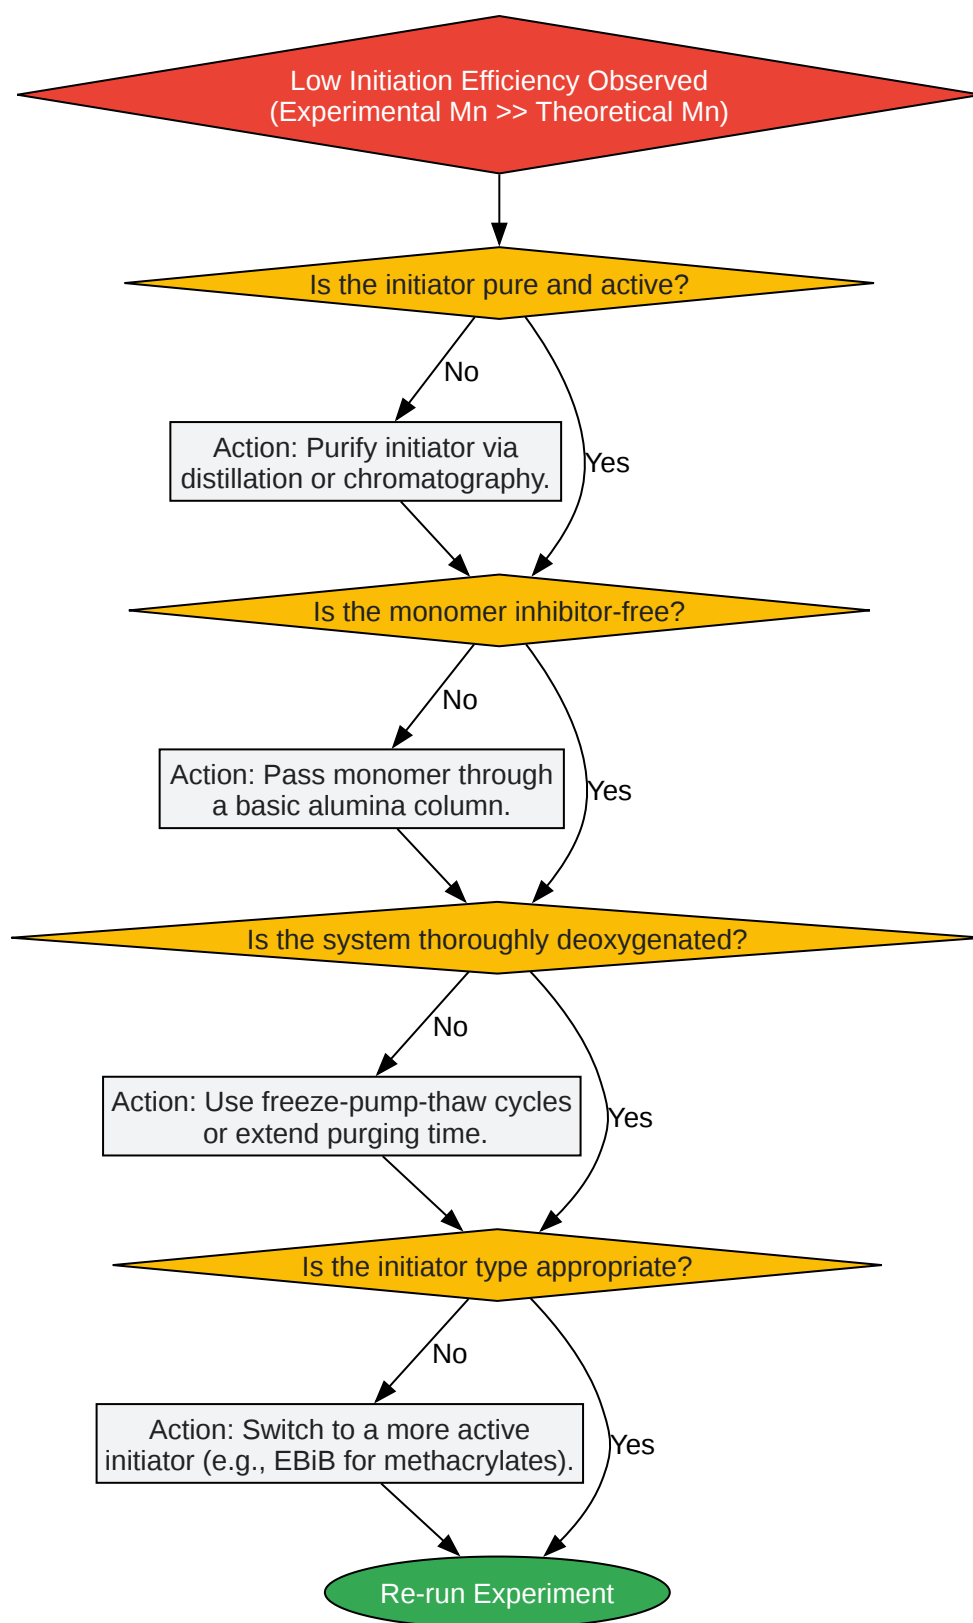 Low Initiation Efficiency Observed
(Experimental Mn >> Theoretical Mn)
Is the initiator pure and active?
No
Action: Purify initiator via
distillation or chromatography.
Yes
Is the monomer inhibitor-free?
No
Action: Pass monomer through
a basic alumina column.
Yes
Is the system thoroughly deoxygenated?
No
Action: Use freeze-pump-thaw cycles
or extend purging time.
Yes
Is the initiator type appropriate?
No
Action: Switch to a more active
initiator (e.g., EBiB for methacrylates).
Yes
Re-run Experiment